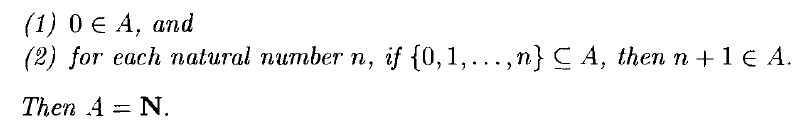 (1) 0 ∈ A, and
(2) for each natural number n, if {0, 1, . . . , n} ⊆ A, then n + 1 ∈ A.
Then A = N.